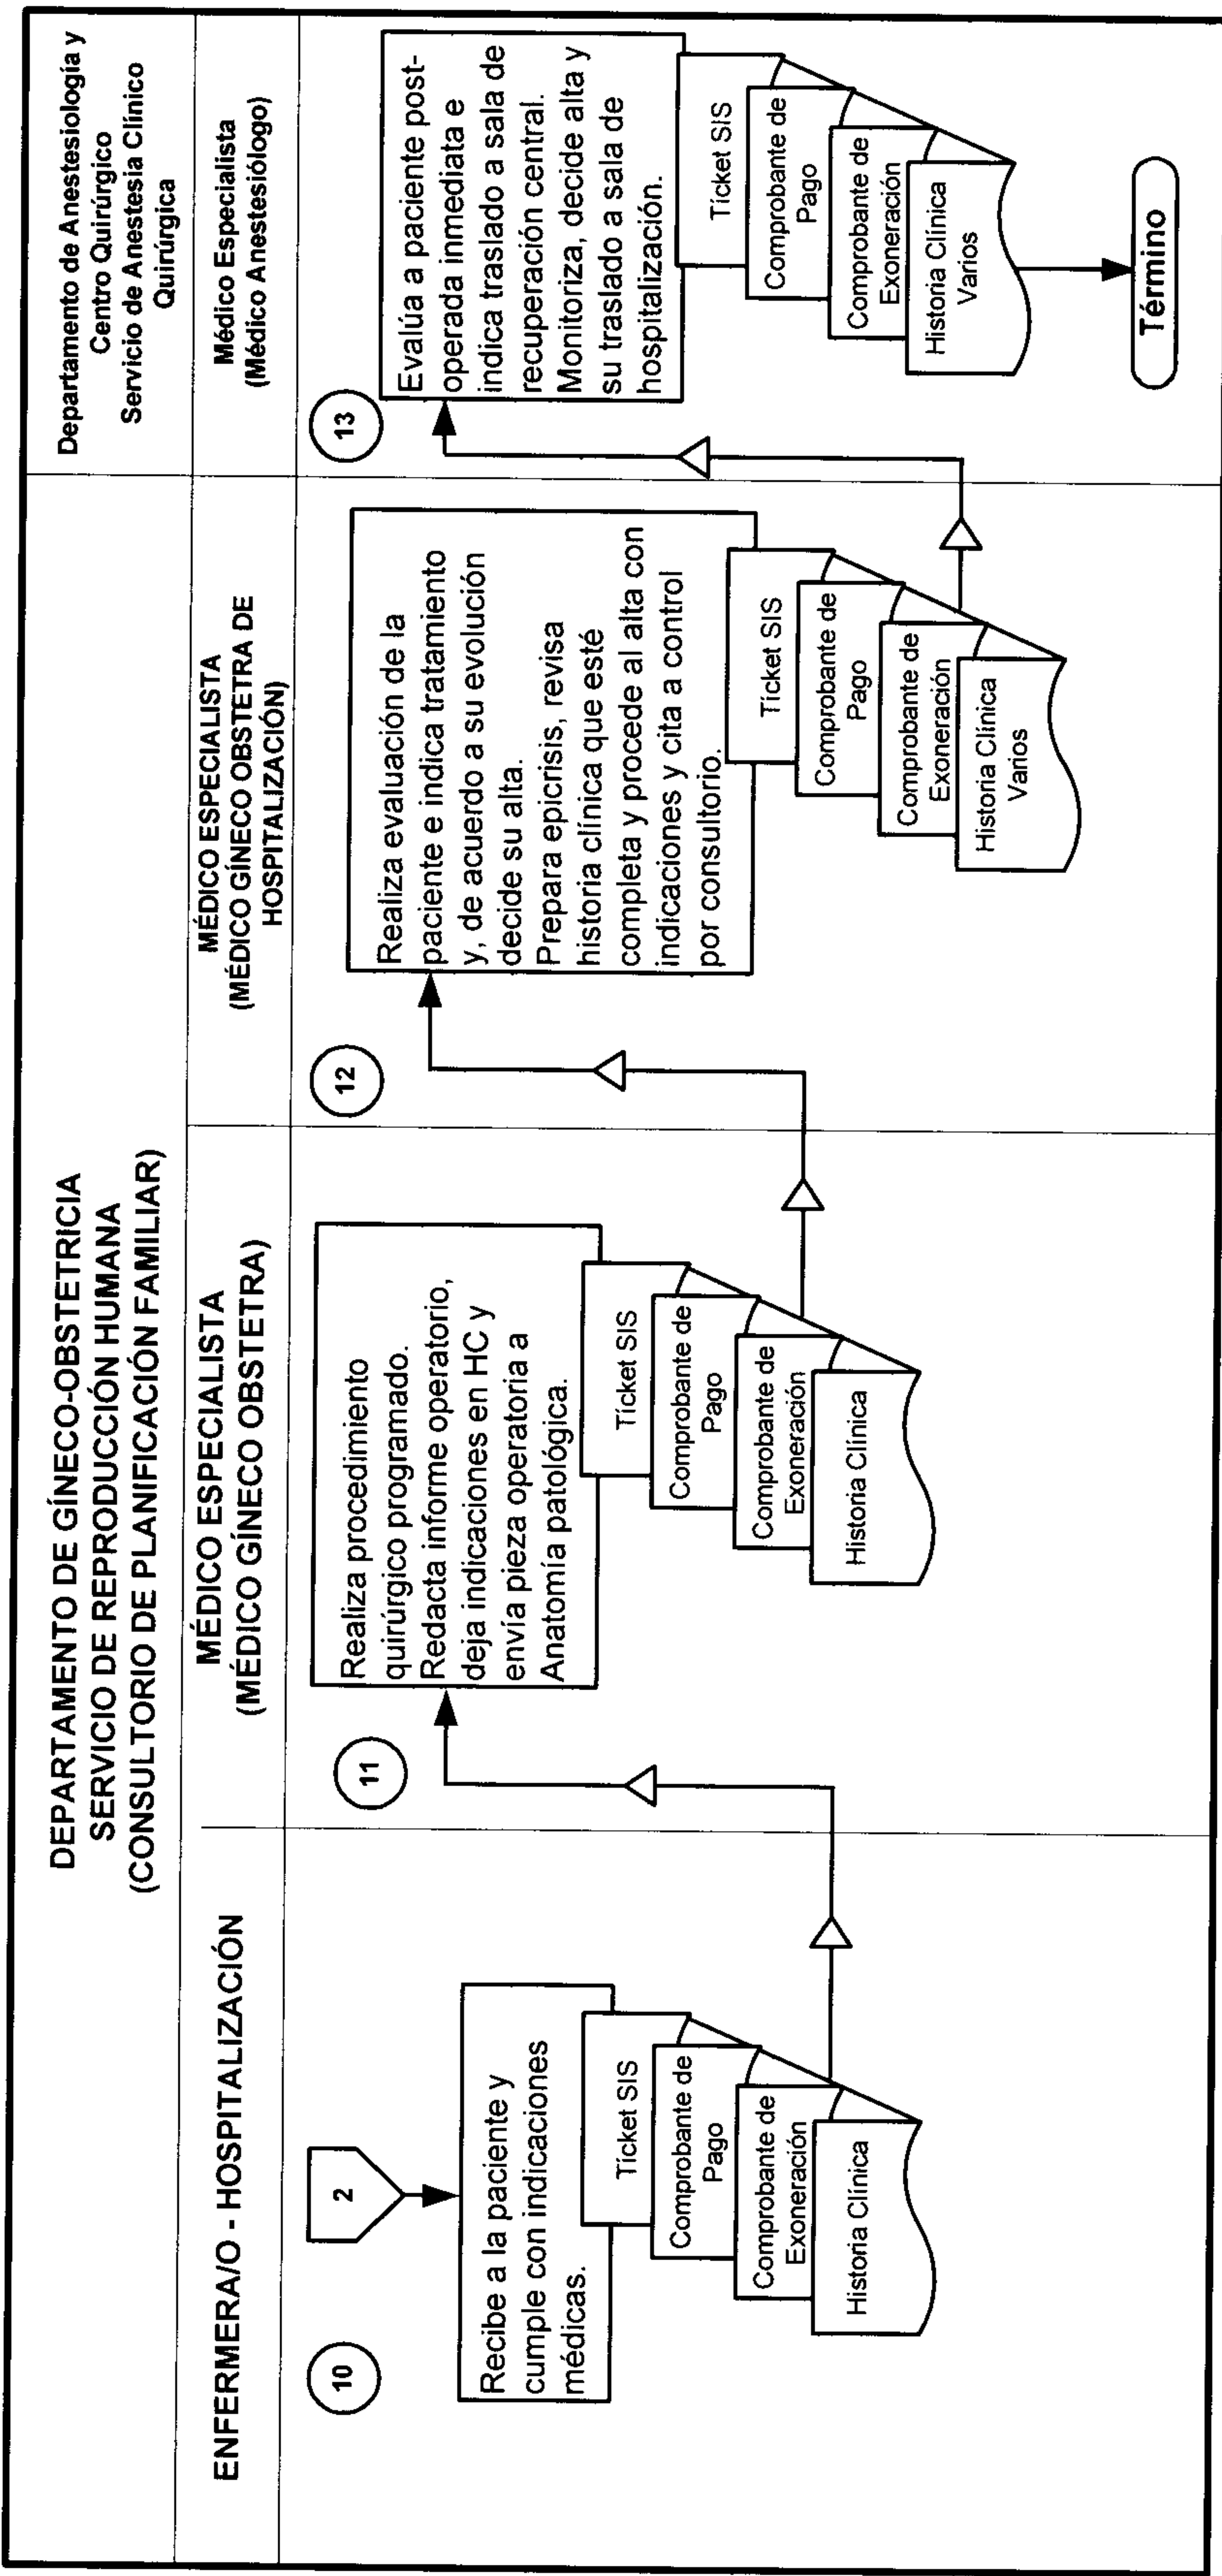 DEPARTAMENTO DE GÍNECO-OBSTETRICIA
SERVICIO DE REPRODUCCIÓN HUMANA
(CONSULTORIO DE PLANIFICACIÓN FAMILIAR)
Departamento de Anestesiología y
Centro Quirúrgico
Servicio de Anestesia Clínico
Quirúrgica
ENFERMERA/O - HOSPITALIZACIÓN
MÉDICO ESPECIALISTA
(MÉDICO GÍNECO OBSTETRA)
MÉDICO ESPECIALISTA
(MÉDICO GÍNECO OBSTETRA DE
HOSPITALIZACIÓN)
Médico Especialista
(Médico Anestesiólogo)
10
2
Recibe a la paciente y
cumple con indicaciones
médicas.
Ticket SIS
Comprobante de
Pago
Comprobante de
Exoneración
Historia Clínica
11
Realiza procedimiento
quirúrgico programado.
Redacta informe operatorio,
deja indicaciones en HC y
envía pieza operatoria a
Anatomía patológica.
Ticket SIS
Comprobante de
Pago
Comprobante de
Exoneración
Historia Clínica
12
Realiza evaluación de la
paciente e indica tratamiento
y, de acuerdo a su evolución
decide su alta.
Prepara epicrisis, revisa
historia clínica que esté
completa y procede al alta con
indicaciones y cita a control
por consultorio.
Ticket SIS
Comprobante de
Pago
Comprobante de
Exoneración
Historia Clínica
Varios
13
Evalúa a paciente post-
operada inmediata e
indica traslado a sala de
recuperación central.
Monitoriza, decide alta y
su traslado a sala de
hospitalización.
Ticket SIS
Comprobante de
Pago
Comprobante de
Exoneración
Historia Clínica
Varios
Término